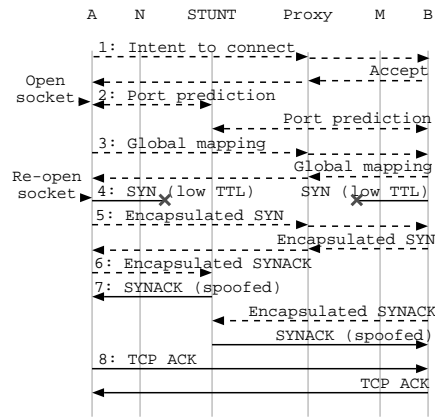 A N STUNT Proxy M B
1: Intent to connect
Accept
Open
socket
2: Port prediction
Port prediction
3: Global mapping
Global mapping
Re-open
socket
4: SYN (low TTL) SYN (low TTL)
5: Encapsulated SYN
Encapsulated SYN
6: Encapsulated SYNACK
7: SYNACK (spoofed)
Encapsulated SYNACK
SYNACK (spoofed)
8: TCP ACK
TCP ACK